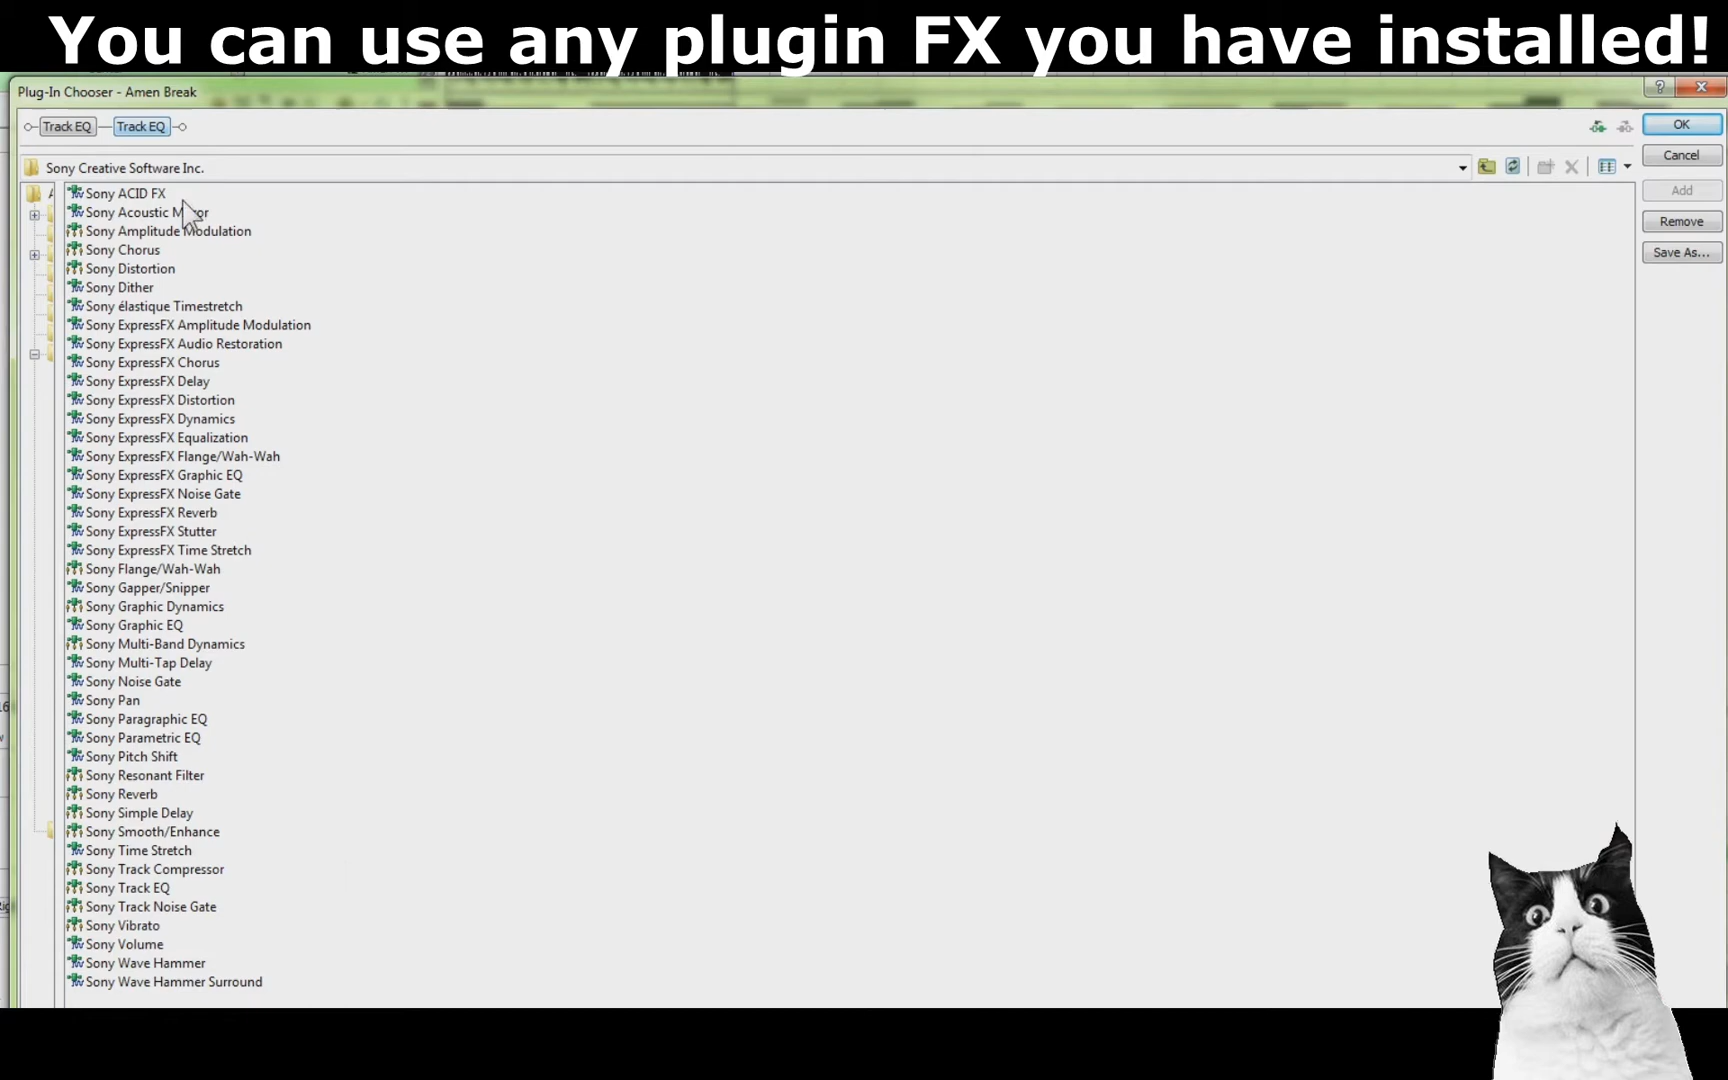 You can use any plugin FX you have installed!
Plug-In Chooser - Amen Break
Track EQ
Track EQ
OK
Sony Creative Software Inc.
Cancel
Add
Remove
Save As...
Sony ACID FX
Sony Acoustic Mirror
Sony Amplitude Modulation
Sony Chorus
Sony Distortion
Sony Dither
Sony élastique Timestretch
Sony ExpressFX Amplitude Modulation
Sony ExpressFX Audio Restoration
Sony ExpressFX Chorus
Sony ExpressFX Delay
Sony ExpressFX Distortion
Sony ExpressFX Dynamics
Sony ExpressFX Equalization
Sony ExpressFX Flange/Wah-Wah
Sony ExpressFX Graphic EQ
Sony ExpressFX Noise Gate
Sony ExpressFX Reverb
Sony ExpressFX Stutter
Sony ExpressFX Time Stretch
Sony Flange/Wah-Wah
Sony Gapper/Snipper
Sony Graphic Dynamics
Sony Graphic EQ
Sony Multi-Band Dynamics
Sony Multi-Tap Delay
Sony Noise Gate
Sony Pan
Sony Paragraphic EQ
Sony Parametric EQ
Sony Pitch Shift
Sony Resonant Filter
Sony Reverb
Sony Simple Delay
Sony Smooth/Enhance
Sony Time Stretch
Sony Track Compressor
Sony Track EQ
Sony Track Noise Gate
Sony Vibrato
Sony Volume
Sony Wave Hammer
Sony Wave Hammer Surround